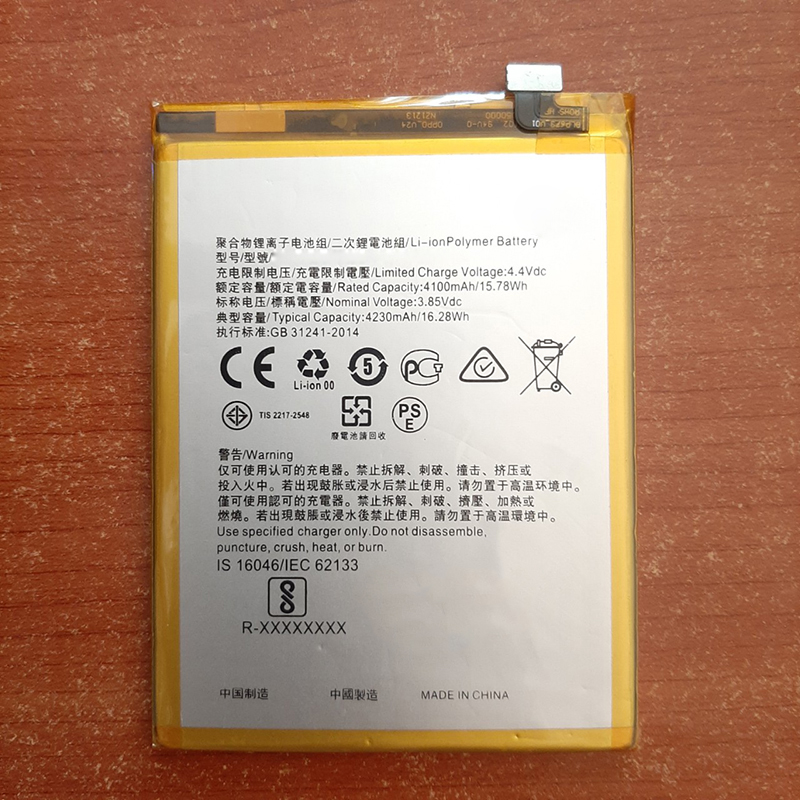 BLP673_V01
ROHS HF
94V-0
OPPO_V24
NZ1213
聚合物锂离子电池组/二次鋰電池組/Li-ionPolymer Battery
型号/型號/
充电限制电压/充電限制電壓/Limited Charge Voltage:4.4Vdc
额定容量/額定電容量/Rated Capacity:4100mAh/15.78Wh
标称电压/標稱電壓/Nominal Voltage:3.85Vdc
典型容量/Typical Capacity:4230mAh/16.28Wh
执行标准:GB 31241-2014
CE
5
PCT
Li-ion 00
TIS 2217-2548
PS
E
廢電池請回收
警告/Warning
仅可使用认可的充电器。禁止拆解、刺破、撞击、挤压或
投入火中。若出现鼓胀或浸水后禁止使用。请勿置于高温环境中。
僅可使用認可的充電器。禁止拆解、刺破、擠壓、加熱或
燃燒。若出現鼓脹或浸水後禁止使用。請勿置于高溫環境中。
Use specified charger only.Do not disassemble,
puncture, crush, heat, or burn.
IS 16046/IEC 62133
R-XXXXXXXX
中国制造 中國製造 MADE IN CHINA